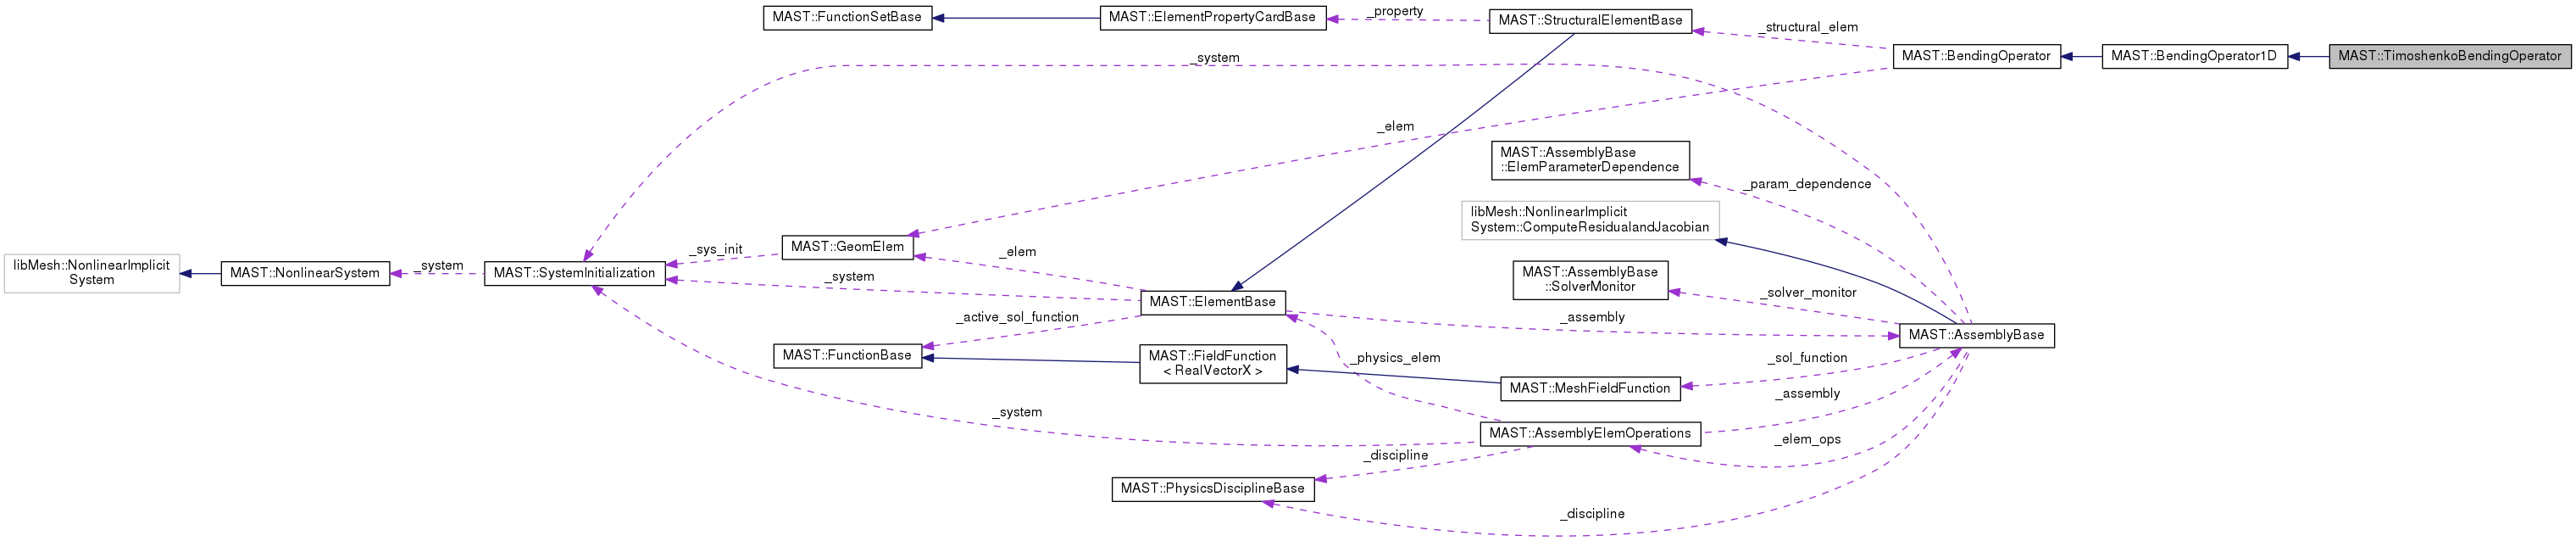 MAST::FunctionSetBase
MAST::ElementPropertyCardBase
_property
MAST::StructuralElementBase
_structural_elem
MAST::BendingOperator
MAST::BendingOperator1D
MAST::TimoshenkoBendingOperator
_system
_elem
MAST::AssemblyBase
::ElemParameterDependence
_param_dependence
libMesh::NonlinearImplicit
System::ComputeResidualandJacobian
libMesh::NonlinearImplicit
System
MAST::NonlinearSystem
_system
MAST::SystemInitialization
_sys_init
MAST::GeomElem
_elem
_system
MAST::ElementBase
MAST::AssemblyBase
::SolverMonitor
_solver_monitor
_active_sol_function
_assembly
MAST::AssemblyBase
MAST::FunctionBase
MAST::FieldFunction
< RealVectorX >
_physics_elem
_sol_function
MAST::MeshFieldFunction
_assembly
_system
MAST::AssemblyElemOperations
_elem_ops
_discipline
MAST::PhysicsDisciplineBase
_discipline